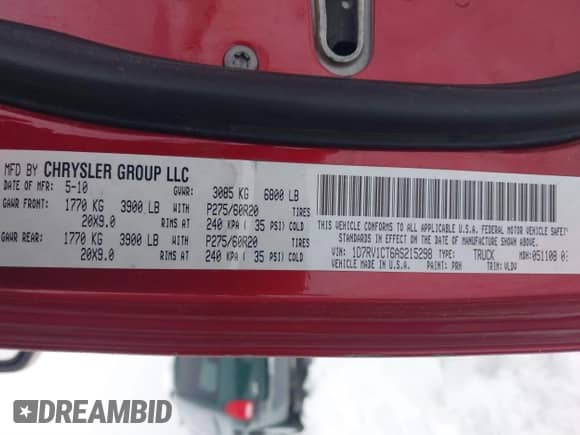 MFD BY CHRYSLER GROUP LLC
DATE OF MFR: 5-10 GVWR: 3085 KG 6800 LB
GAWR FRONT: 1770 KG 3900 LB WITH P275/60R20 TIRES
20X9.0 RIMS AT 240 KPA ( 35 PSI) COLD
GAWR REAR: 1770 KG 3900 LB WITH P275/60R20 TIRES
20X9.0 RIMS AT 240 KPA ( 35 PSI) COLD
THIS VEHICLE CONFORMS TO ALL APPLICABLE U.S.A. FEDERAL MOTOR VEHICLE SAFETY
STANDARDS IN EFFECT ON THE DATE OF MANUFACTURE SHOWN ABOVE.
VIN: 1D7RV1CT6AS215298 TYPE: TRUCK MDH: 051108
VEHICLE MADE IN U.S.A. PAINT: PRH TRIM: VLDV
DREAMBID